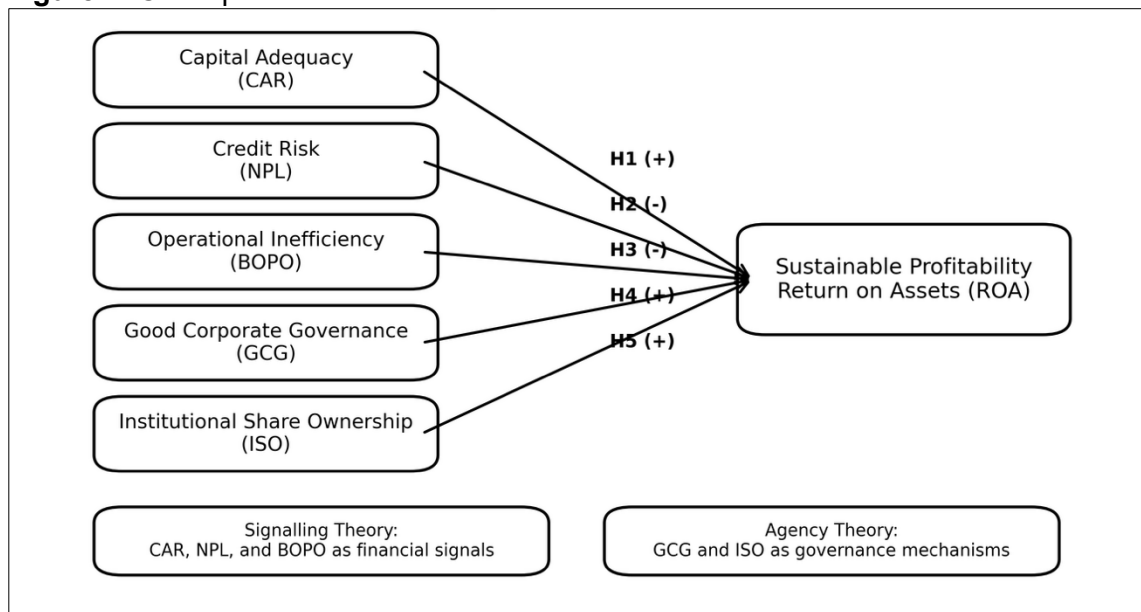 Capital Adequacy
(CAR)
Credit Risk
(NPL)
Operational Inefficiency
(BOPO)
Good Corporate Governance
(GCG)
Institutional Share Ownership
(ISO)
H1 (+)
H2 (-)
H3 (-)
H4 (+)
H5 (+)
Sustainable Profitability
Return on Assets (ROA)
Signalling Theory:
CAR, NPL, and BOPO as financial signals
Agency Theory:
GCG and ISO as governance mechanisms